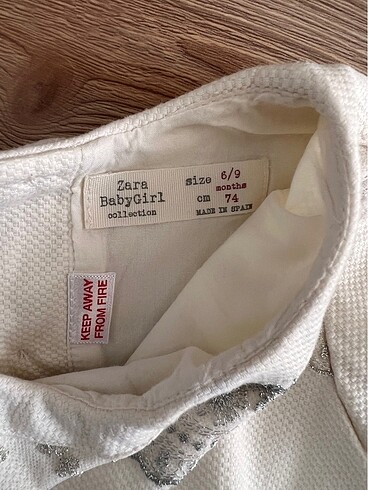 Zara
BabyGirl
collection
size 6/9
months
cm 74
MADE IN SPAIN
KEEP AWAY
FROM FIRE